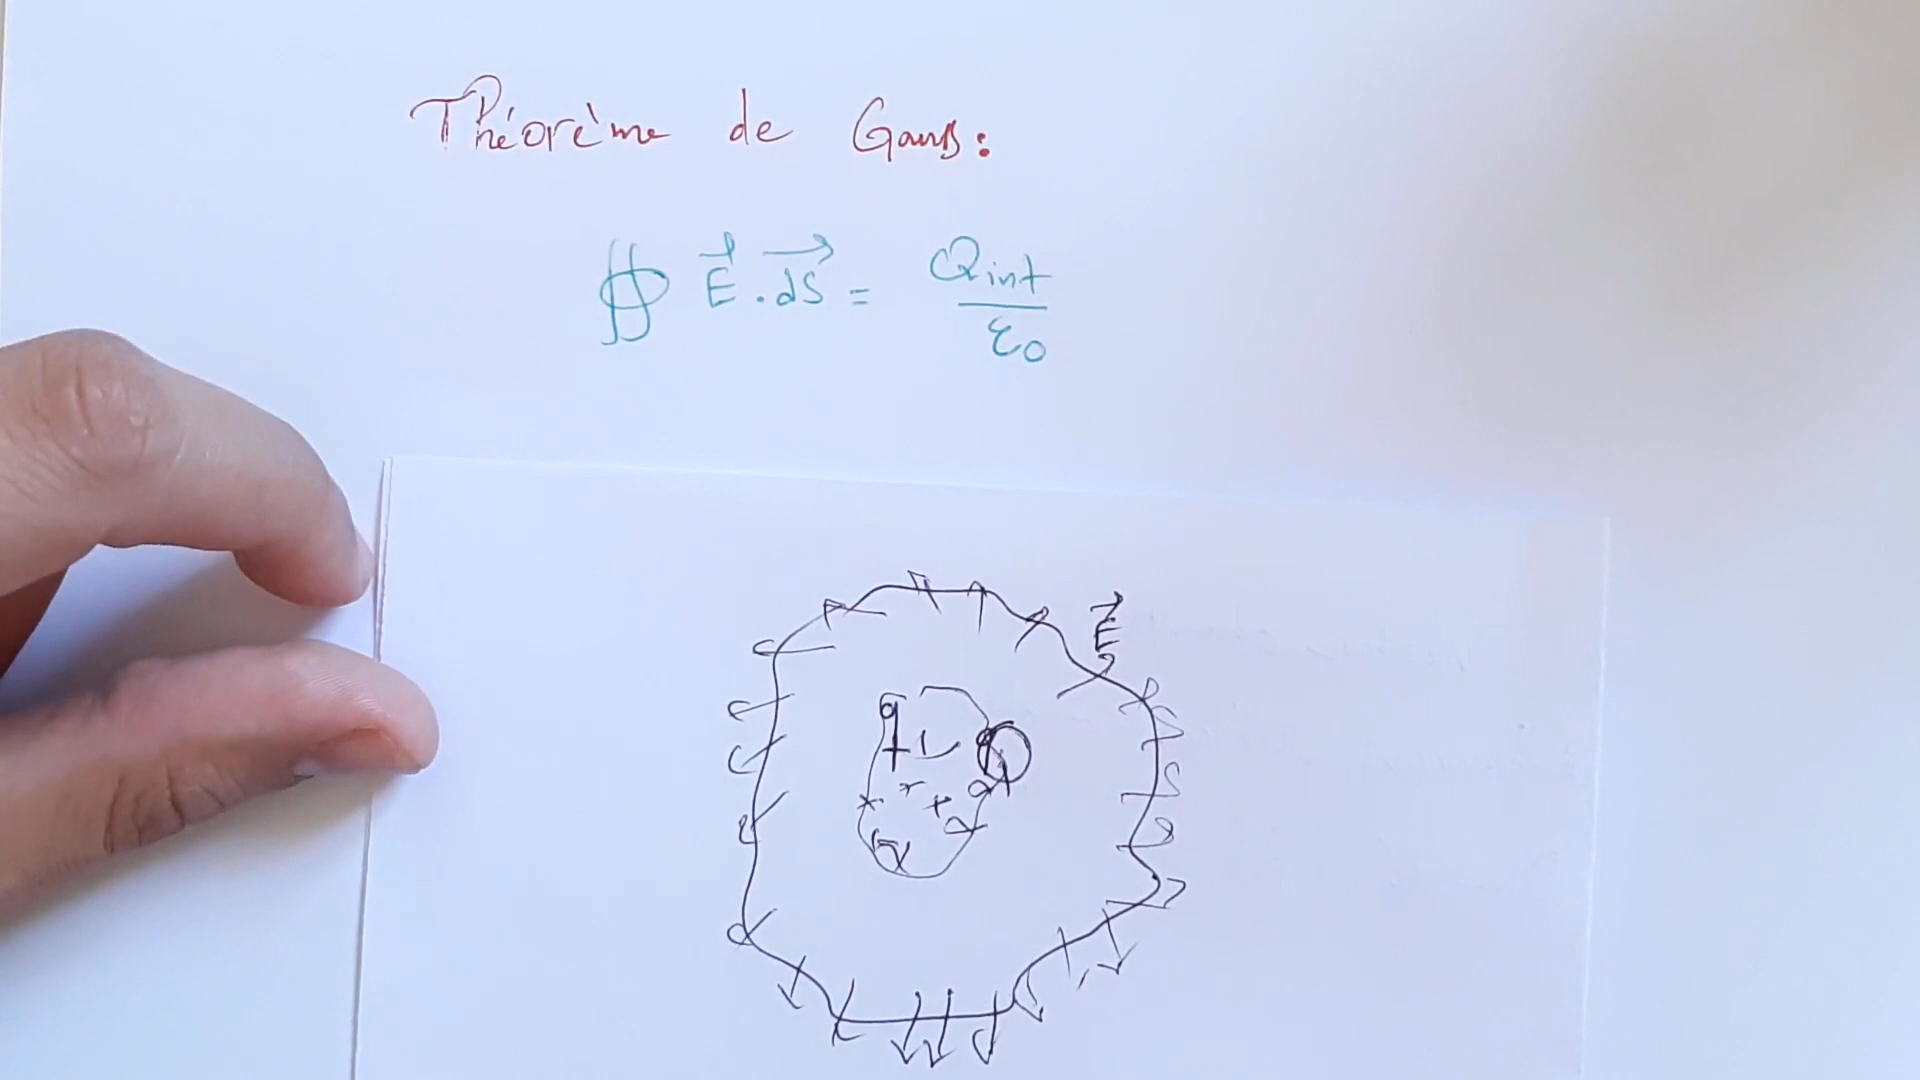 Théorème de Gauss :
∯ E⃗ . dS⃗ = Qint / ε0
E⃗